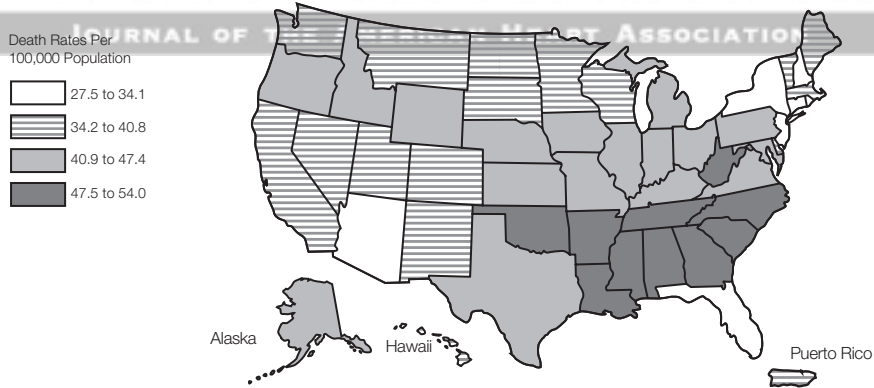 JOURNAL OF THE AMERICAN HEART ASSOCIATION
Death Rates Per
100,000 Population
27.5 to 34.1
34.2 to 40.8
40.9 to 47.4
47.5 to 54.0
Alaska
Hawaii
Puerto Rico